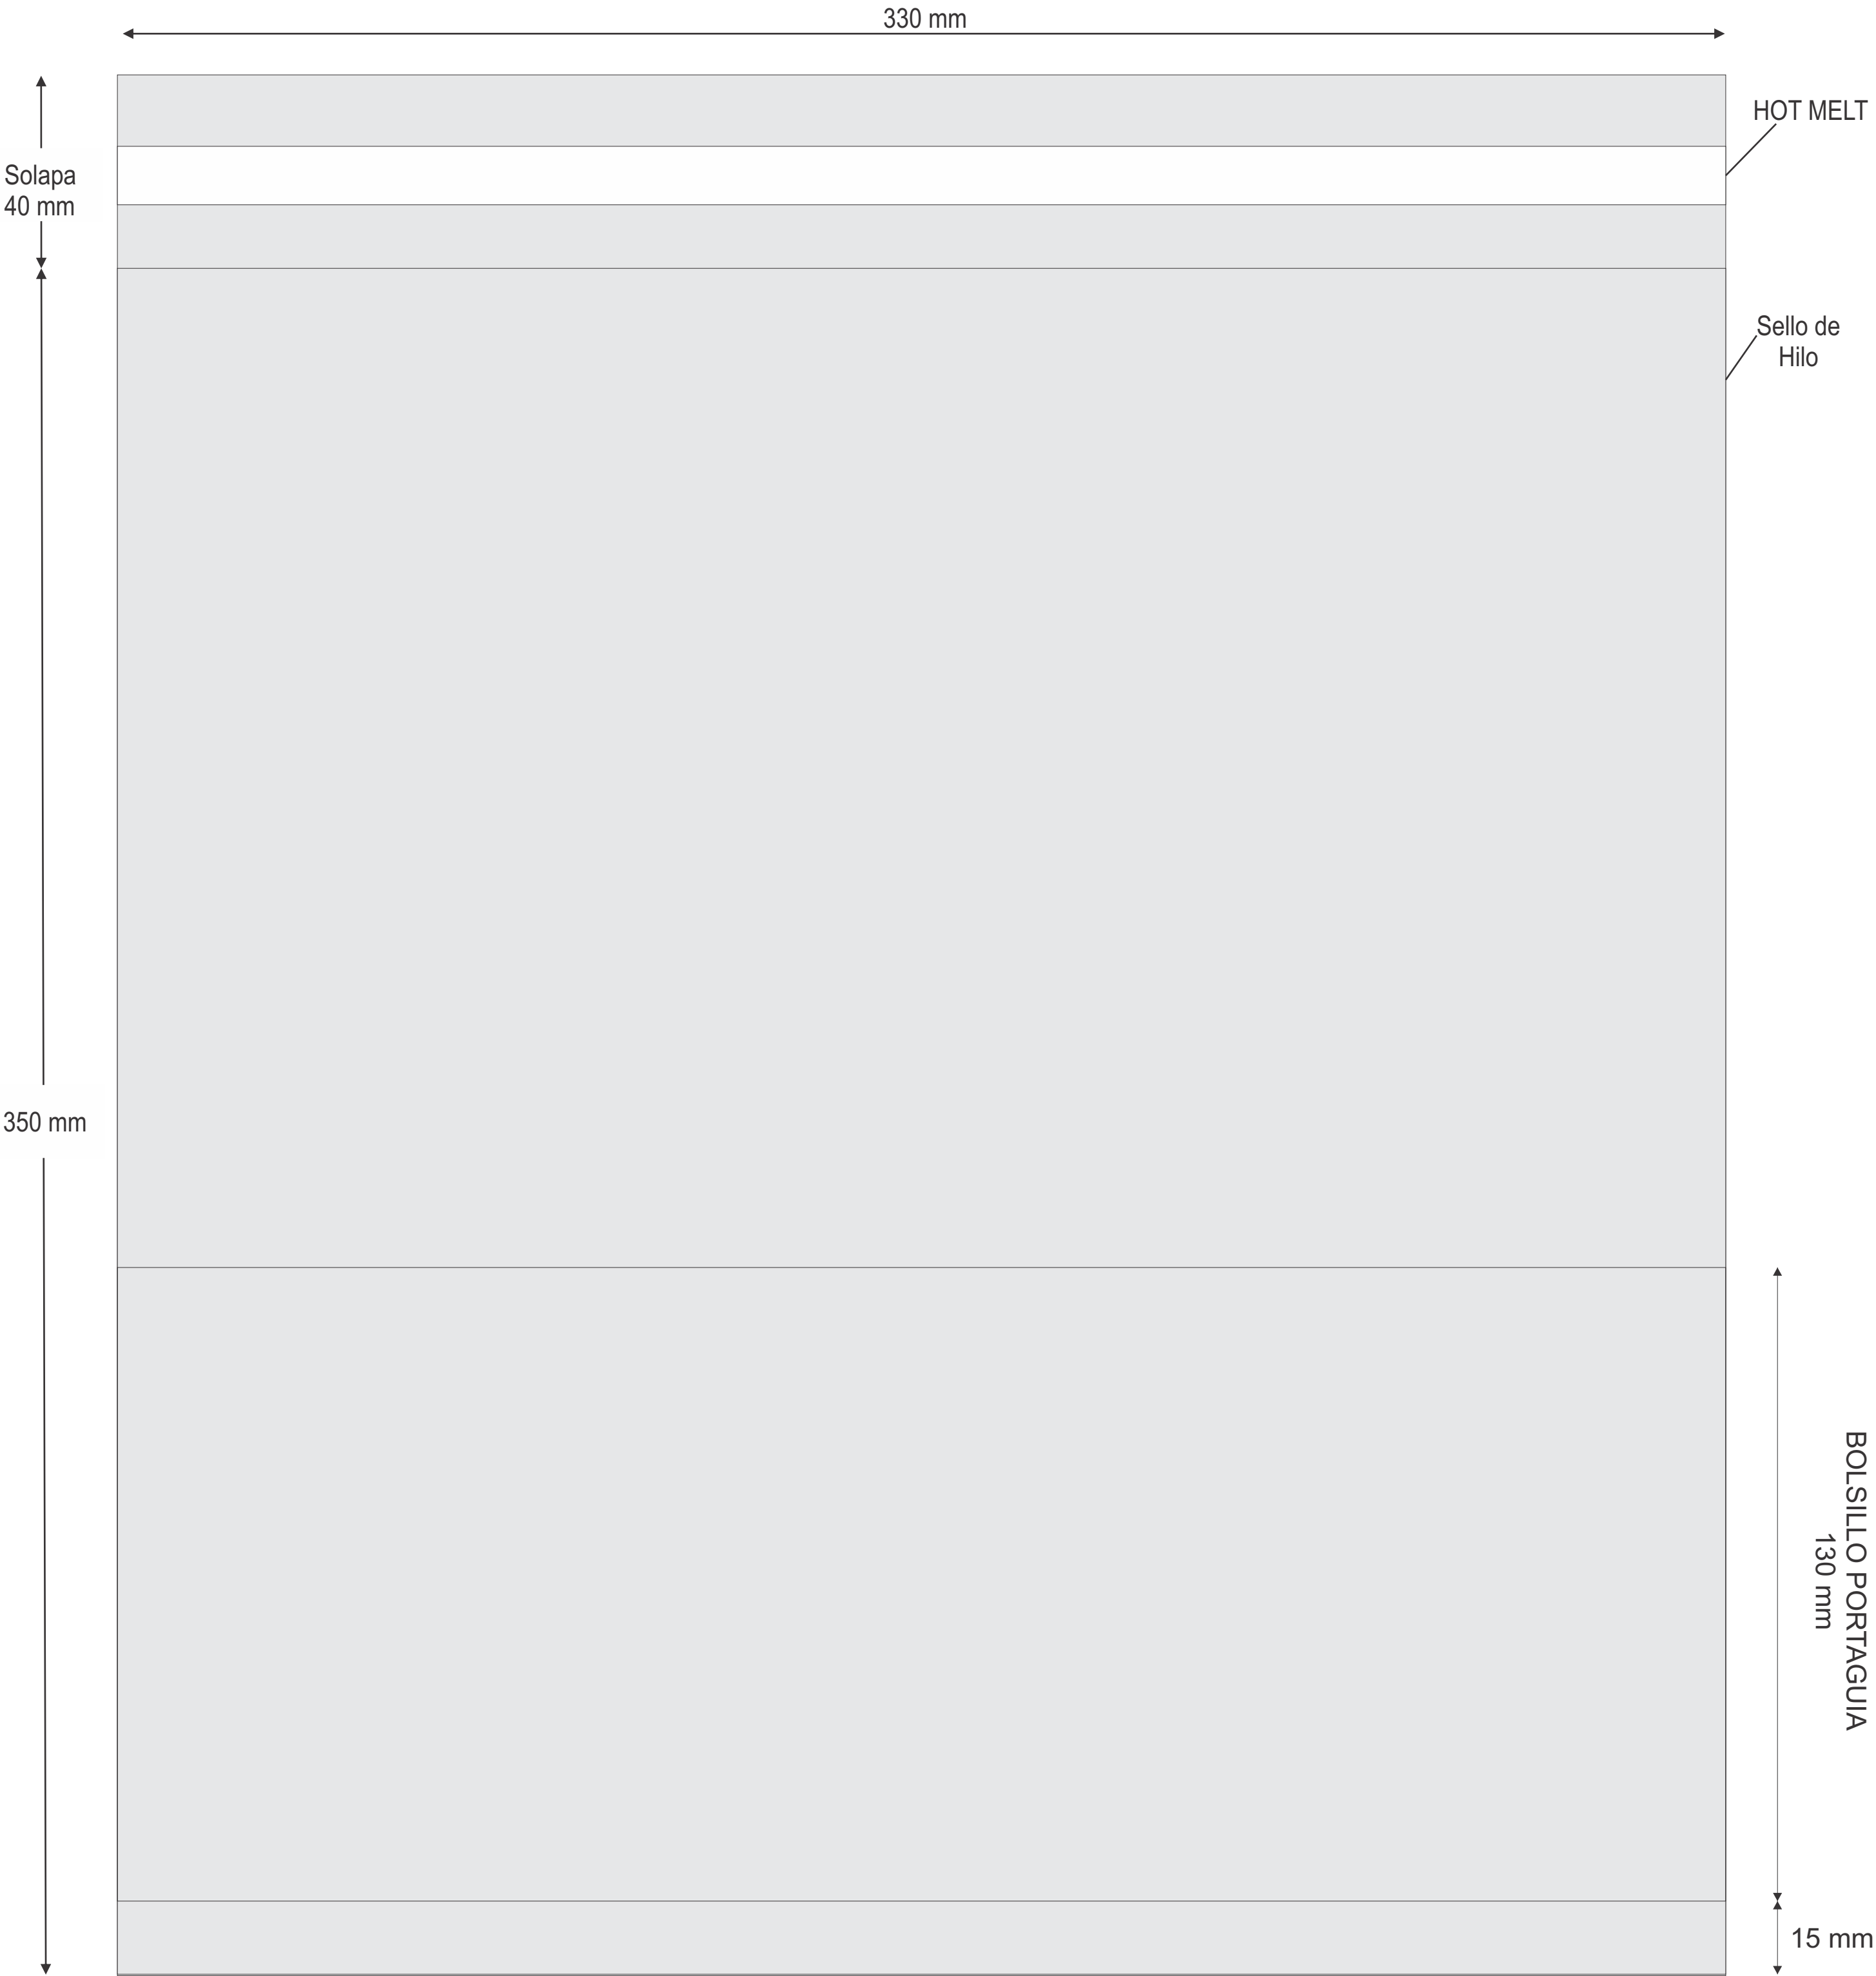 330 mm
HOT MELT
Solapa
40 mm
Sello de
Hilo
350 mm
BOLSILLO PORTAGUIA
130 mm
15 mm